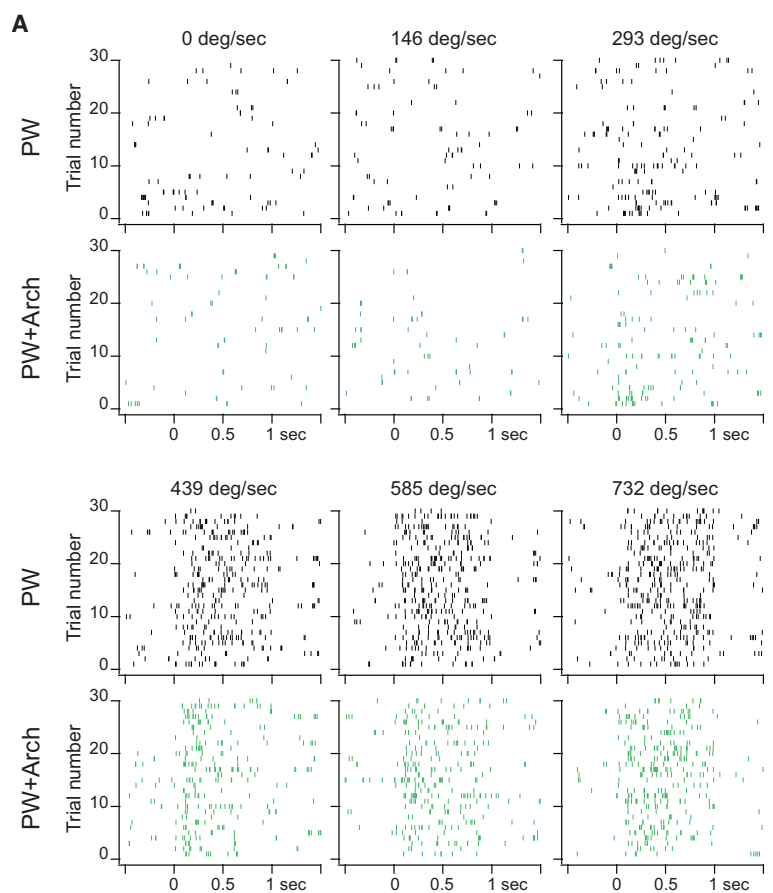 A
0 deg/sec 146 deg/sec 293 deg/sec
PW
Trial number
30
20
10
0
PW+Arch
Trial number
30
20
10
0
0 0.5 1 sec 0 0.5 1 sec 0 0.5 1 sec
439 deg/sec 585 deg/sec 732 deg/sec
PW
Trial number
30
20
10
0
PW+Arch
Trial number
30
20
10
0
0 0.5 1 sec 0 0.5 1 sec 0 0.5 1 sec